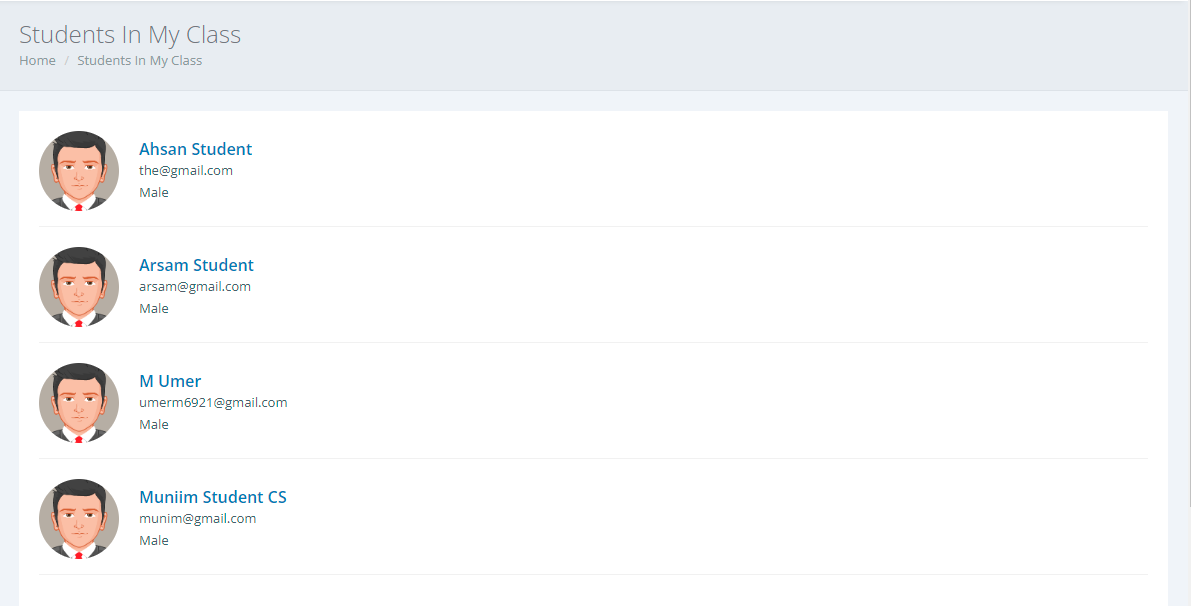 Students In My Class
Home / Students In My Class
Ahsan Student
the@gmail.com
Male
Arsam Student
arsam@gmail.com
Male
M Umer
umerm6921@gmail.com
Male
Muniim Student CS
munim@gmail.com
Male